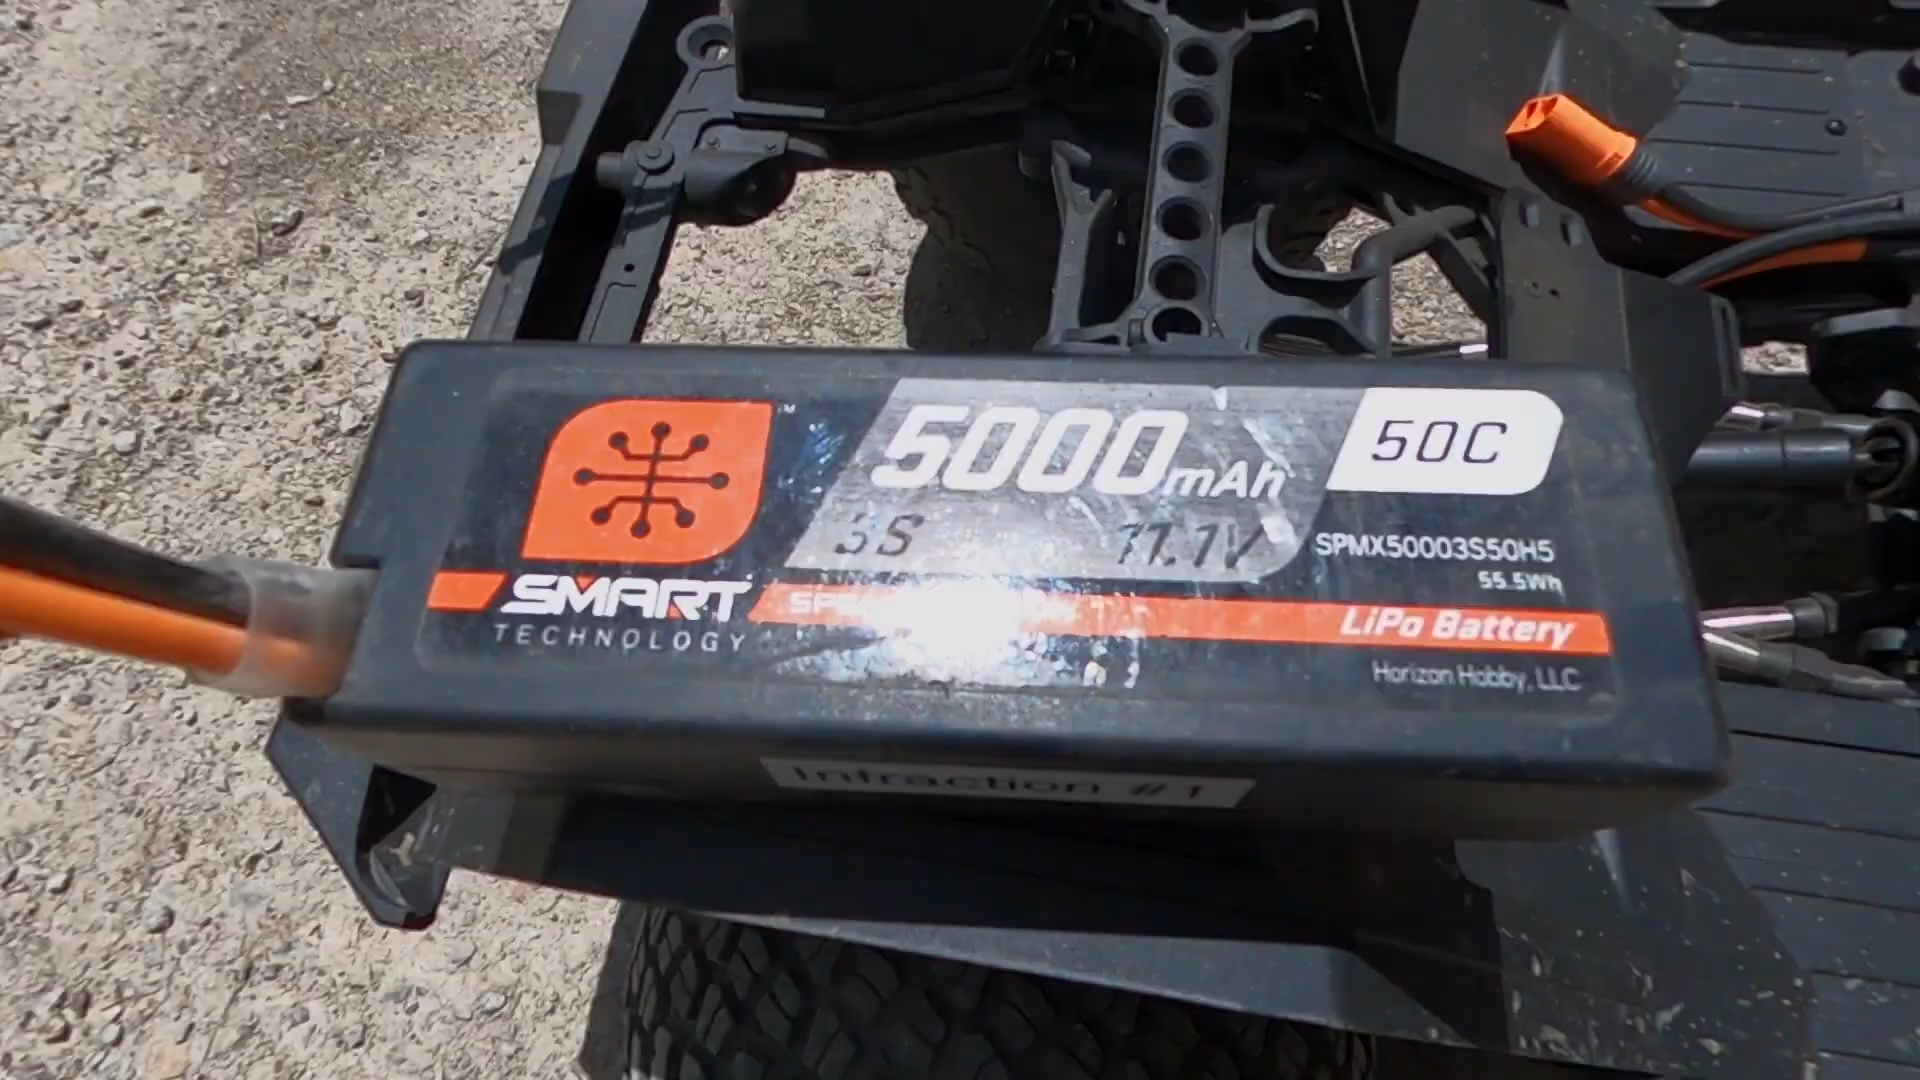 5000mAh
50C
3S 11.1V
SPMX50003S50H5
55.5Wh
SMART
TECHNOLOGY
LiPo Battery
Horizon Hobby, LLC
Infraction #1